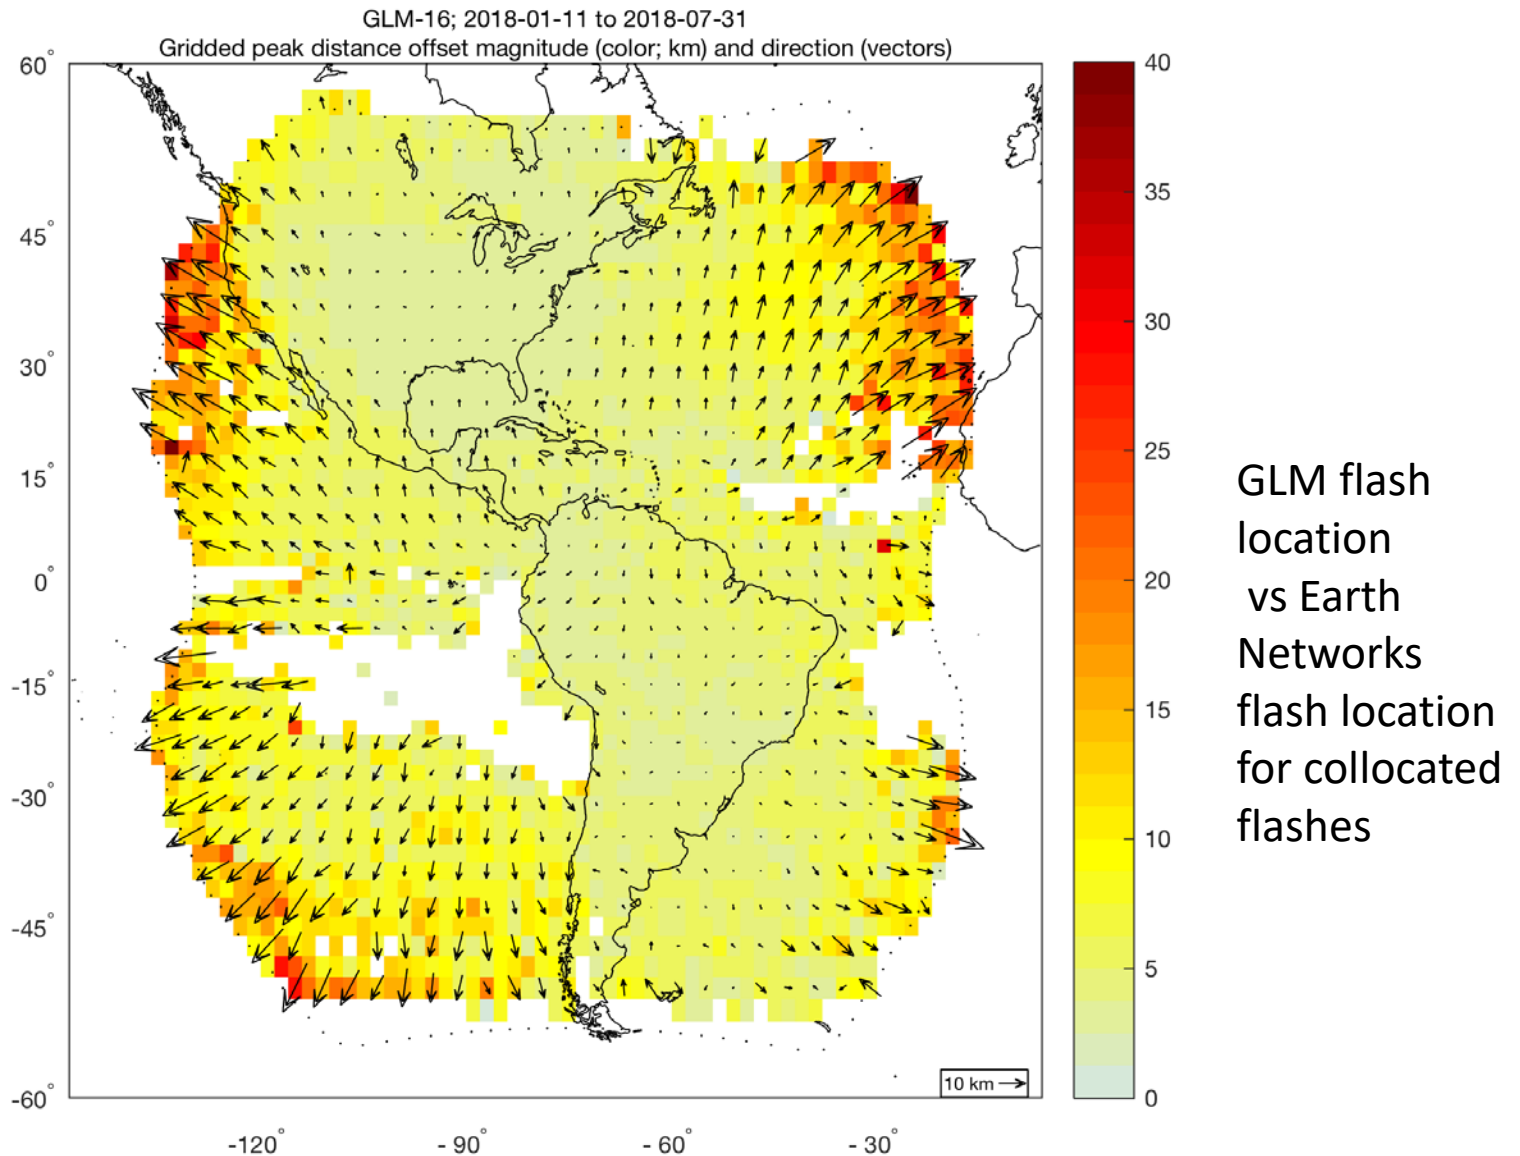 GLM-16; 2018-01-11 to 2018-07-31
Gridded peak distance offset magnitude (color; km) and direction (vectors)
60°
45°
30°
15°
0°
-15°
-30°
-45°
-60°
-120°
-90°
-60°
-30°
10 km
40
35
30
25
20
15
10
5
0
GLM flash
location
vs Earth
Networks
flash location
for collocated
flashes